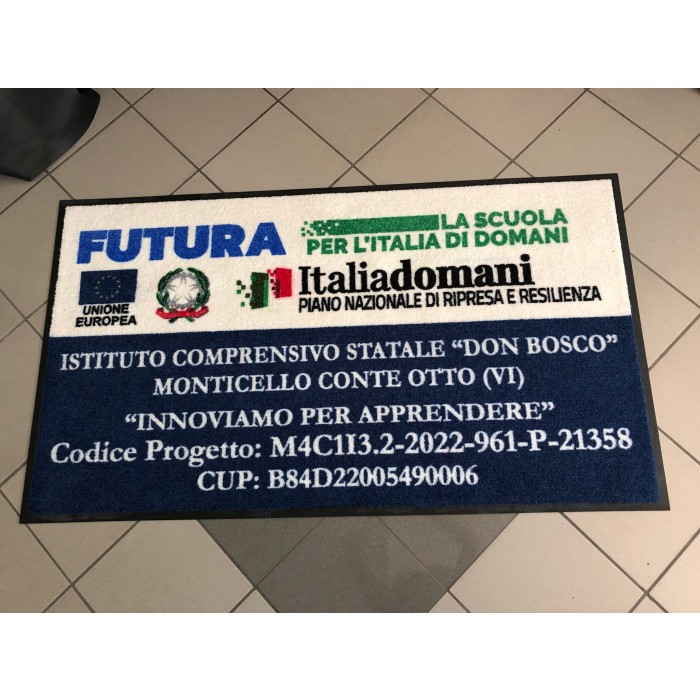 FUTURA
LA SCUOLA
PER L'ITALIA DI DOMANI
UNIONE
EUROPEA
Italiadomani
PIANO NAZIONALE DI RIPRESA E RESILIENZA
ISTITUTO COMPRENSIVO STATALE “DON BOSCO”
MONTICELLO CONTE OTTO (VI)
“INNOVIAMO PER APPRENDERE”
Codice Progetto: M4C1I3.2-2022-961-P-21358
CUP: B84D22005490006